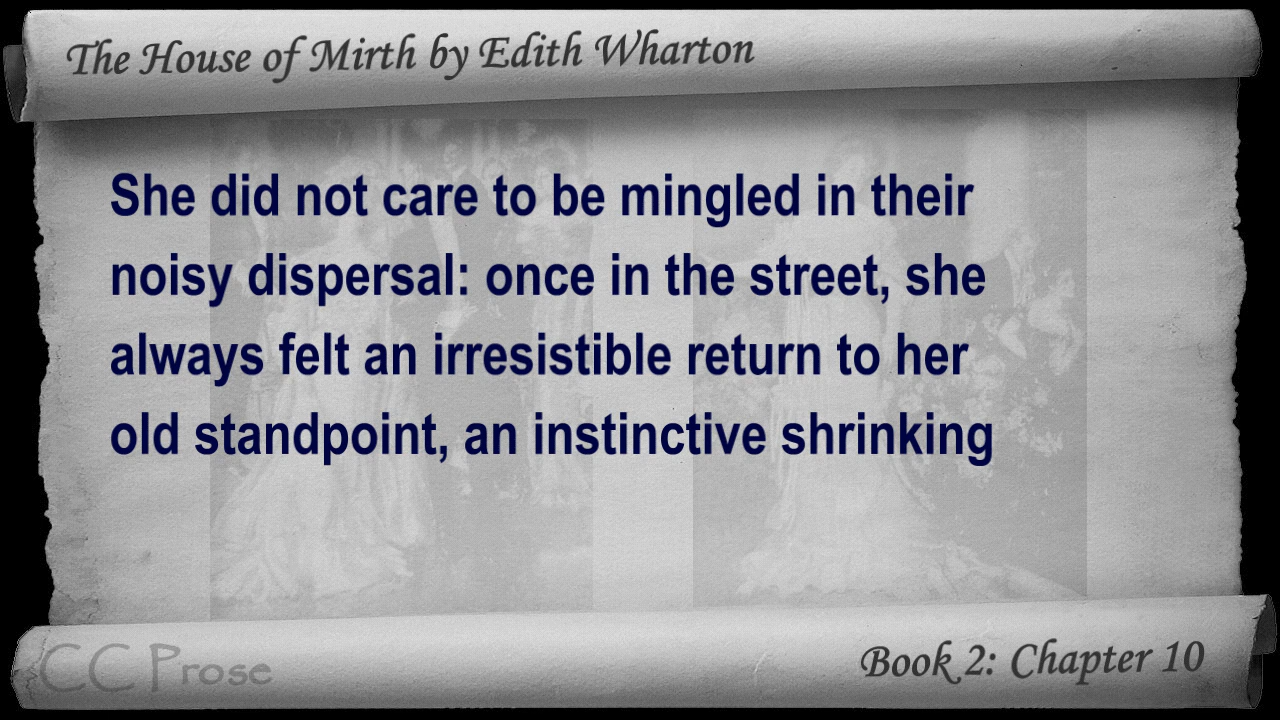 The House of Mirth by Edith Wharton
She did not care to be mingled in their
noisy dispersal: once in the street, she
always felt an irresistible return to her
old standpoint, an instinctive shrinking
CC Prose
Book 2: Chapter 10